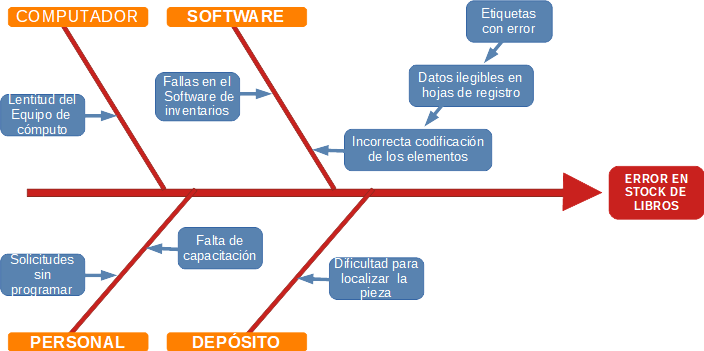 COMPUTADOR
SOFTWARE
Etiquetas
con error
Fallas en el
Software de
inventarios
Datos ilegibles en
hojas de registro
Lentitud del
Equipo de
cómputo
Incorrecta codificación
de los elementos
ERROR EN
STOCK DE
LIBROS
Solicitudes
sin
programar
Falta de
capacitación
Dificultad para
localizar la
pieza
PERSONAL
DEPÓSITO